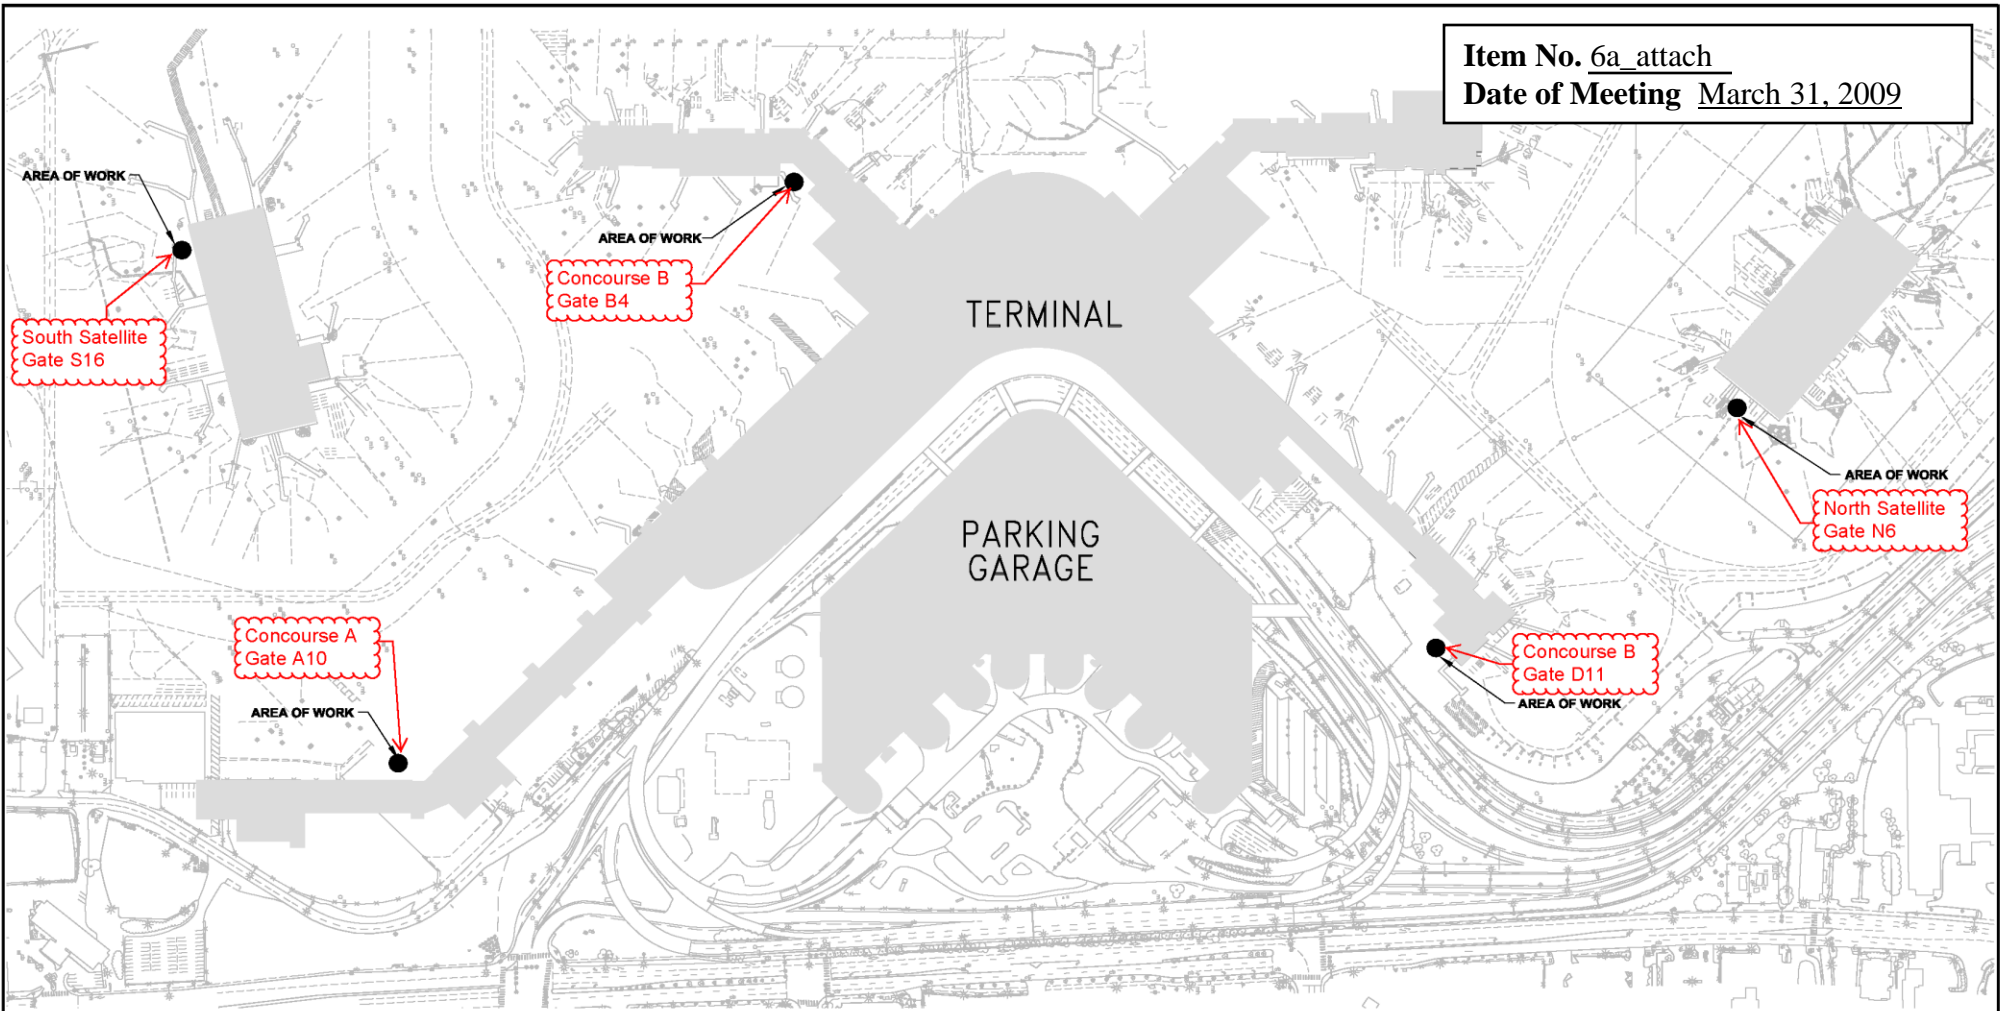 Item No. 6a_attach
Date of Meeting March 31, 2009
AREA OF WORK
South Satellite
Gate S16
AREA OF WORK
Concourse B
Gate B4
TERMINAL
PARKING
GARAGE
AREA OF WORK
North Satellite
Gate N6
Concourse A
Gate A10
AREA OF WORK
Concourse B
Gate D11
AREA OF WORK